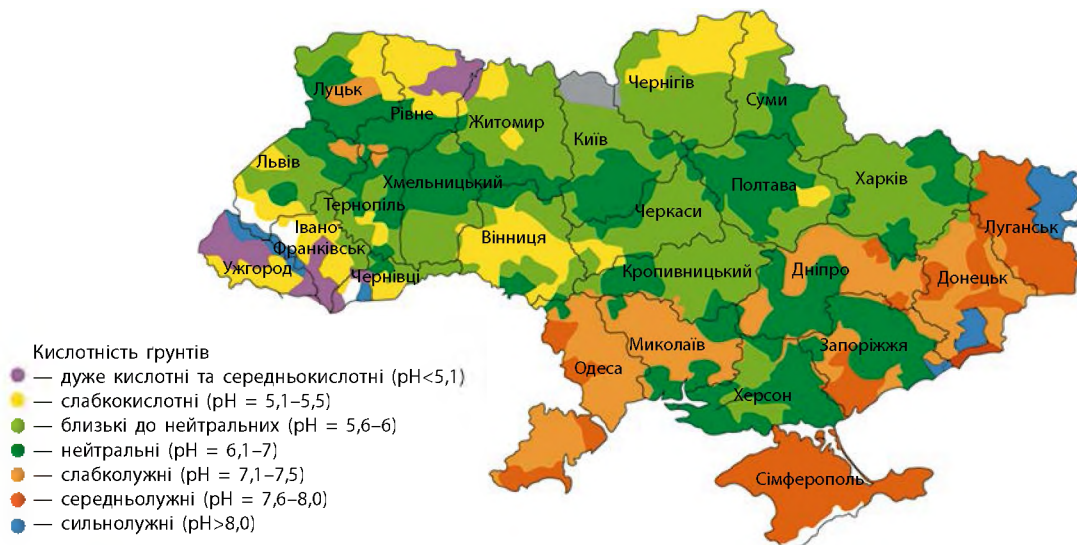 Чернігів
Суми
Луцьк
Рівне
Житомир
Київ
Львів
Хмельницький
Полтава
Харків
Тернопіль
Черкаси
Івано-
Франківськ
Вінниця
Луганськ
Ужгород
Чернівці
Кропивницький
Дніпро
Донецьк
Миколаїв
Запоріжжя
Одеса
Херсон
Сімферополь
Кислотність ґрунтів
— дуже кислотні та середньокислотні (pH<5,1)
— слабкокислотні (pH = 5,1–5,5)
— близькі до нейтральних (pH = 5,6–6)
— нейтральні (pH = 6,1–7)
— слабколужні (pH = 7,1–7,5)
— середньолужні (pH = 7,6–8,0)
— сильнолужні (pH>8,0)